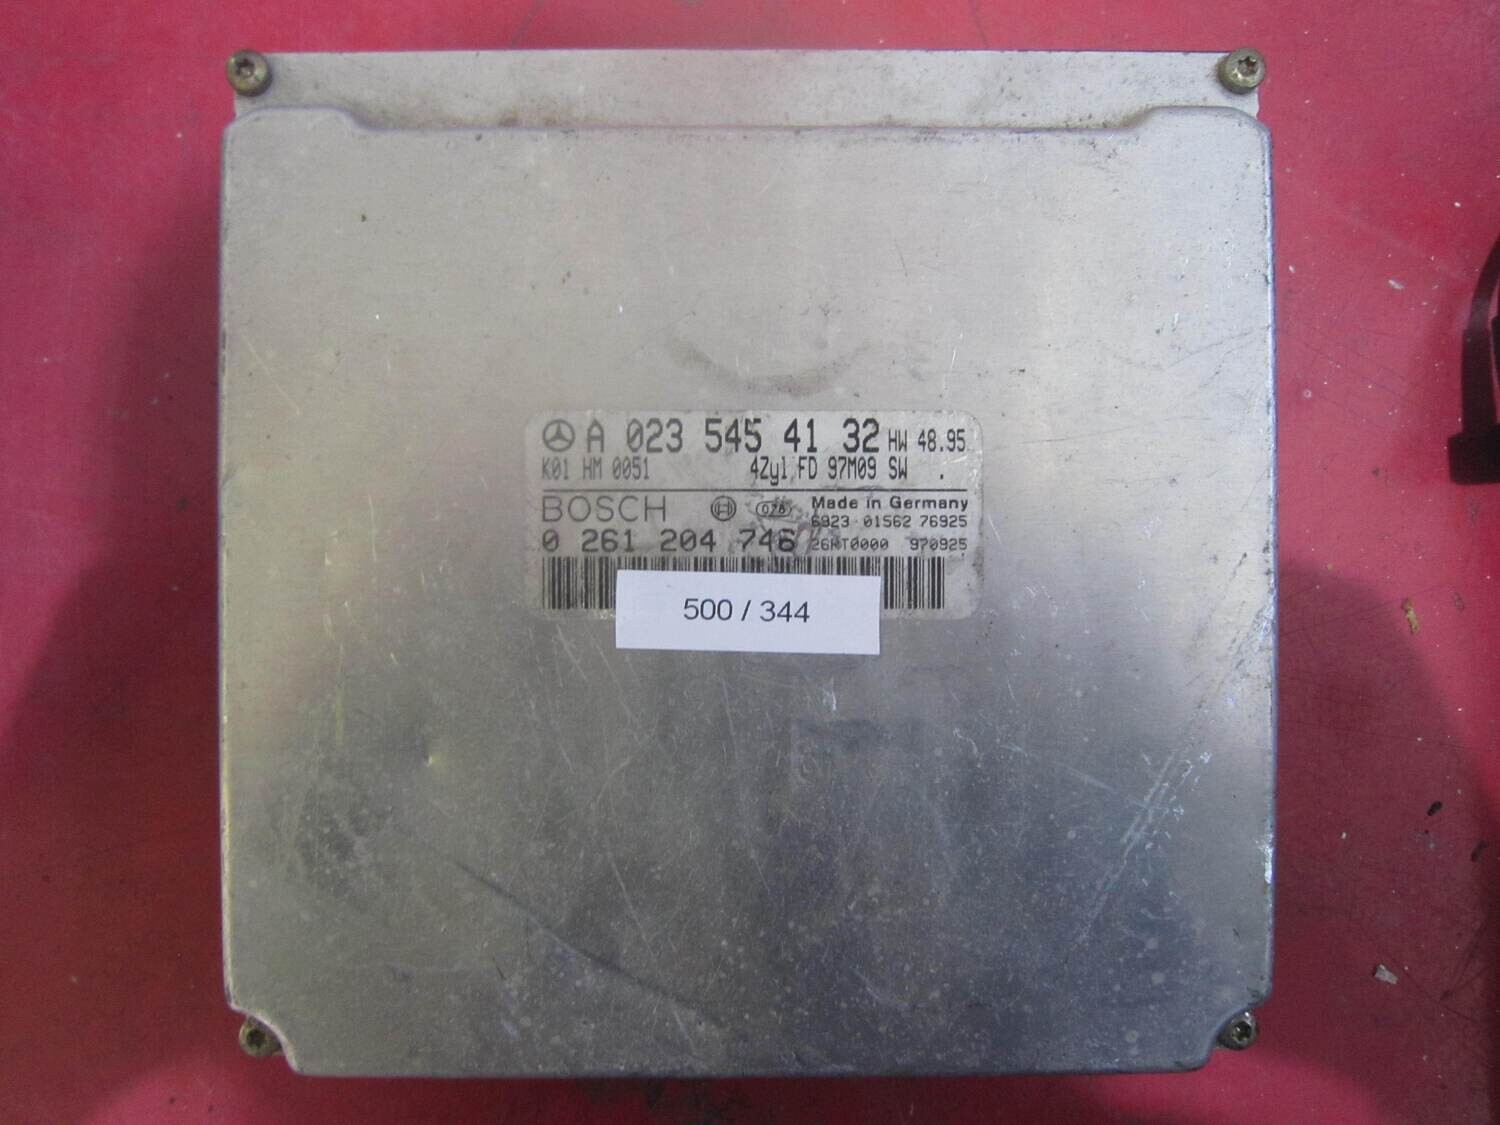 A 023 545 41 32 HW 48.95
K01 HM 0051 4Zyl FD 97M09 SW .
BOSCH 028 Made in Germany
6923 01562 76925
0 261 204 746 26MT0000 970925
500 / 344